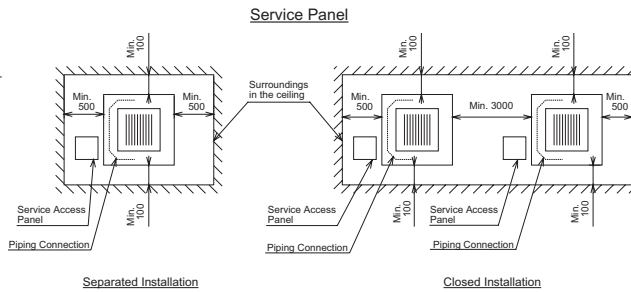 Service Panel
Min.
100
Min.
500
Min.
500
Min.
100
Service Access
Panel
Piping Connection
Separated Installation
Surroundings
in the ceiling
Min.
100
Min.
100
Min.
500
Min. 3000
Min.
500
Min.
100
Min.
100
Service Access
Panel
Service Access
Panel
Piping Connection
Piping Connection
Closed Installation